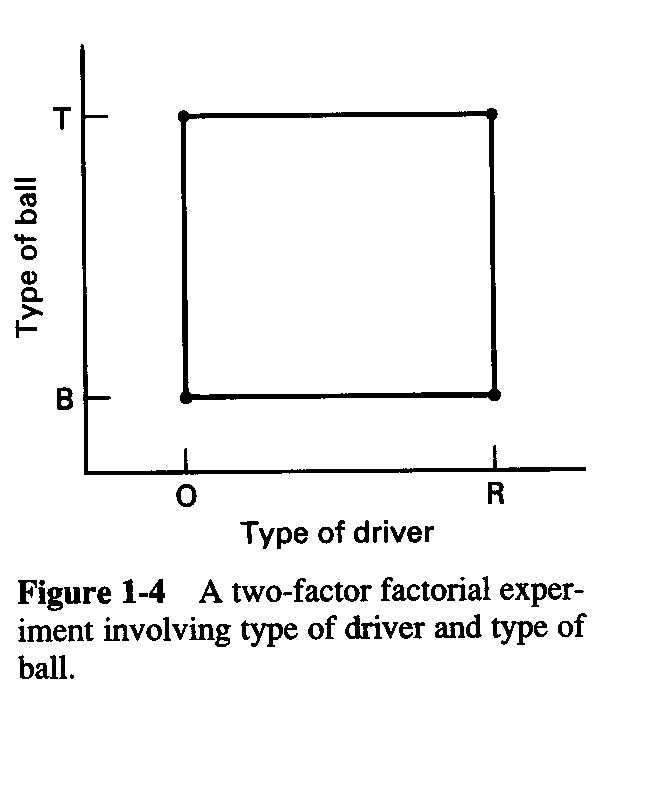 T
Type of ball
B
O
R
Type of driver
Figure 1-4 A two-factor factorial exper-
iment involving type of driver and type of
ball.